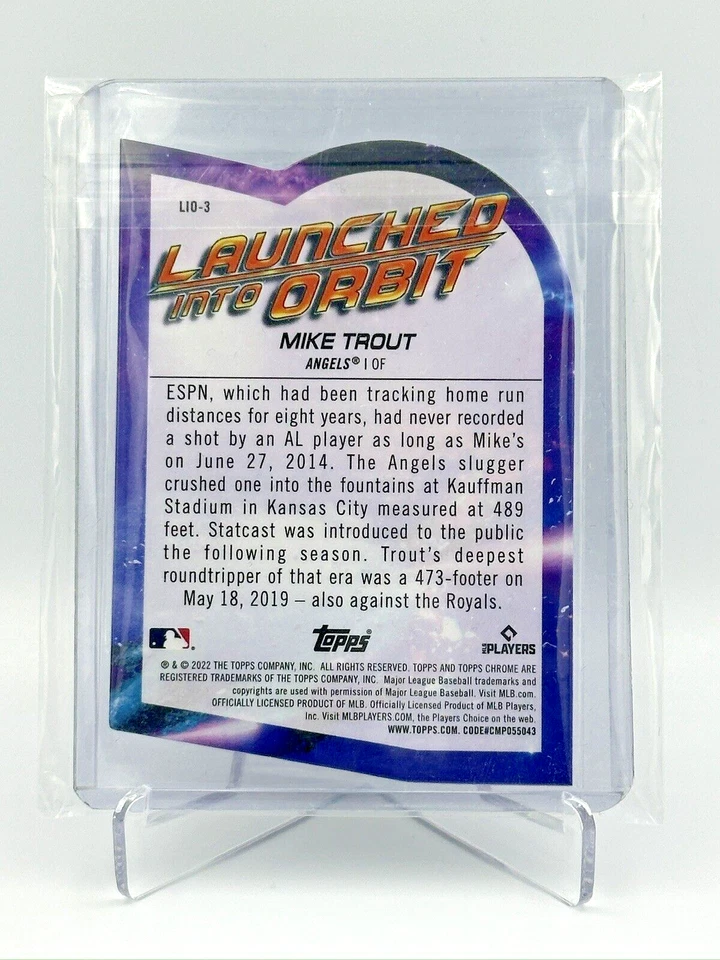 LIO-3
LAUNCHED
INTO ORBIT
MIKE TROUT
ANGELS® | OF
ESPN, which had been tracking home run
distances for eight years, had never recorded
a shot by an AL player as long as Mike's
on June 27, 2014. The Angels slugger
crushed one into the fountains at Kauffman
Stadium in Kansas City measured at 489
feet. Statcast was introduced to the public
the following season. Trout's deepest
roundtripper of that era was a 473-footer on
May 18, 2019 – also against the Royals.
topps® MLB PLAYERS
® & © 2022 THE TOPPS COMPANY, INC. ALL RIGHTS RESERVED. TOPPS AND TOPPS CHROME ARE
REGISTERED TRADEMARKS OF THE TOPPS COMPANY, INC. Major League Baseball trademarks and
copyrights are used with permission of Major League Baseball. Visit MLB.com.
OFFICIALLY LICENSED PRODUCT OF MLB. Officially Licensed Product of MLB Players,
Inc. Visit MLBPLAYERS.COM, the Players Choice on the web.
WWW.TOPPS.COM. CODE#CMP055043